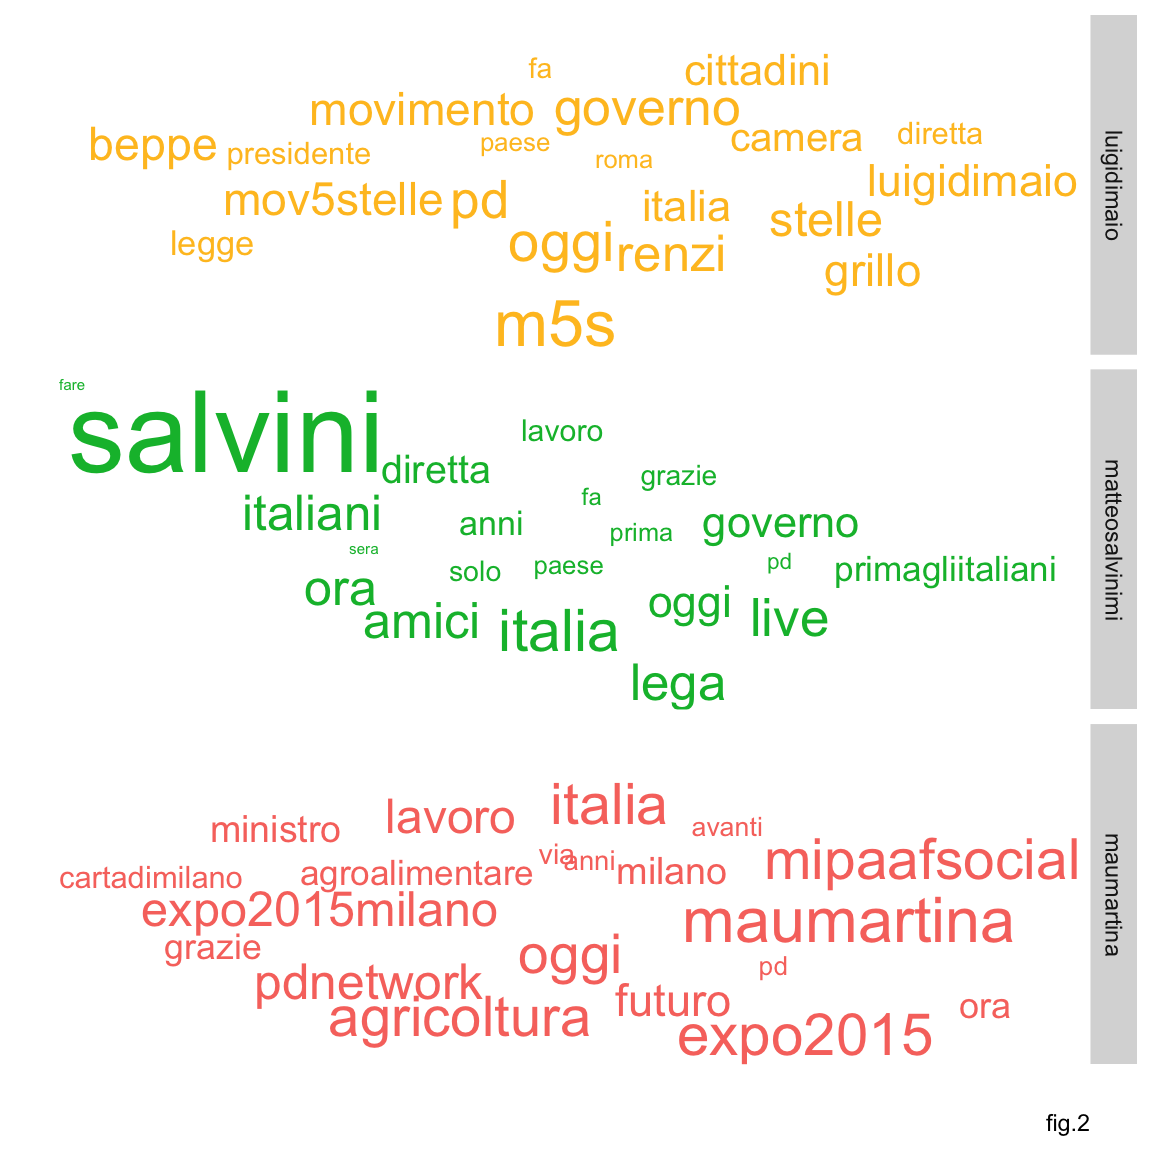 fa
cittadini
movimento governo
beppe presidente paese roma camera diretta
luigidimaio
mov5stelle pd italia stelle
legge oggi renzi grillo
m5s
luigidimaio
fare
salvini
lavoro
diretta grazie
italiani anni fa prima governo
sera solo paese pd primagliitaliani
ora amici italia oggi live
lega
matteosalvinimi
italia
ministro lavoro avanti
cartadimilano agroalimentare via anni milano mipaafsocial
expo2015milano maumartina
grazie oggi pd
pdnetwork futuro ora
agricoltura expo2015
maumartina
fig.2